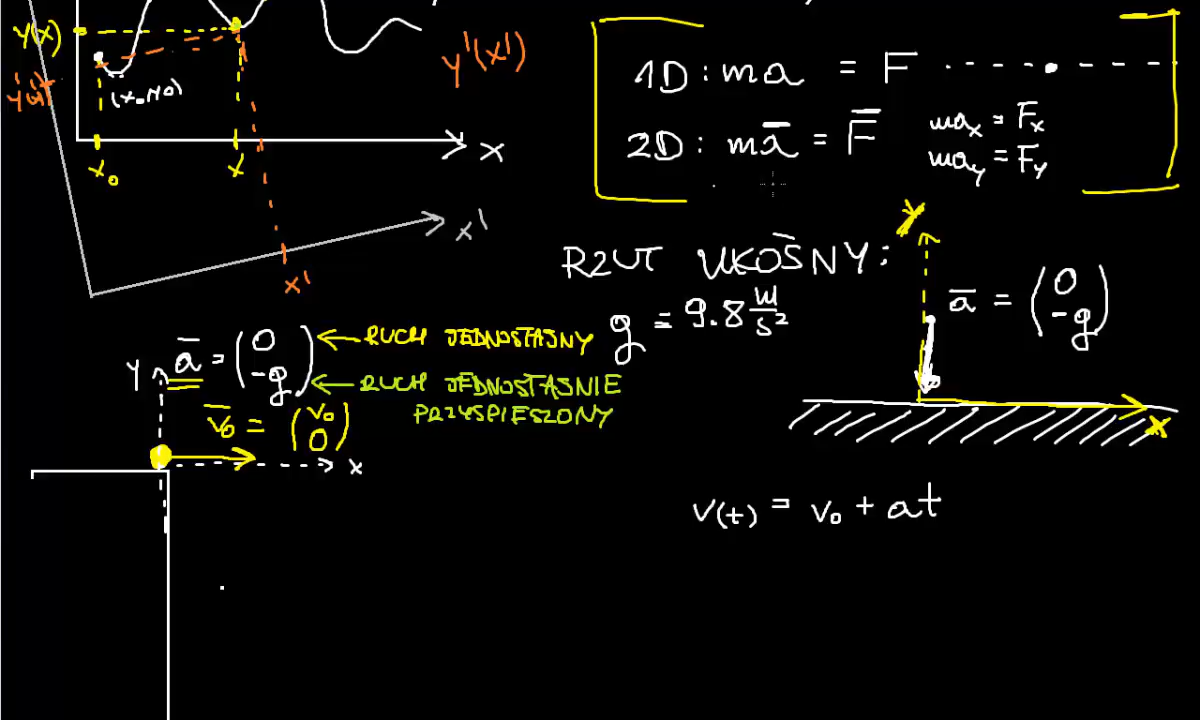 y(x)
y'(x')
(x₀, y₀)
x₀
x
x
y'(x')
x'
x'
1D: ma = F
2D: ma̅ = F̅
maₓ = Fₓ
maᵧ = Fᵧ
RZUT UKOŚNY:
g = 9.8 m/s²
Y
a̅ = (0
-g)
X
y
a̅ = (0
-g)
← RUCH JEDNOSTAJNY
← RUCH JEDNOSTAJNIE
PRZYSPIESZONY
v̅₀ = (v₀
0)
x
v(t) = v₀ + at